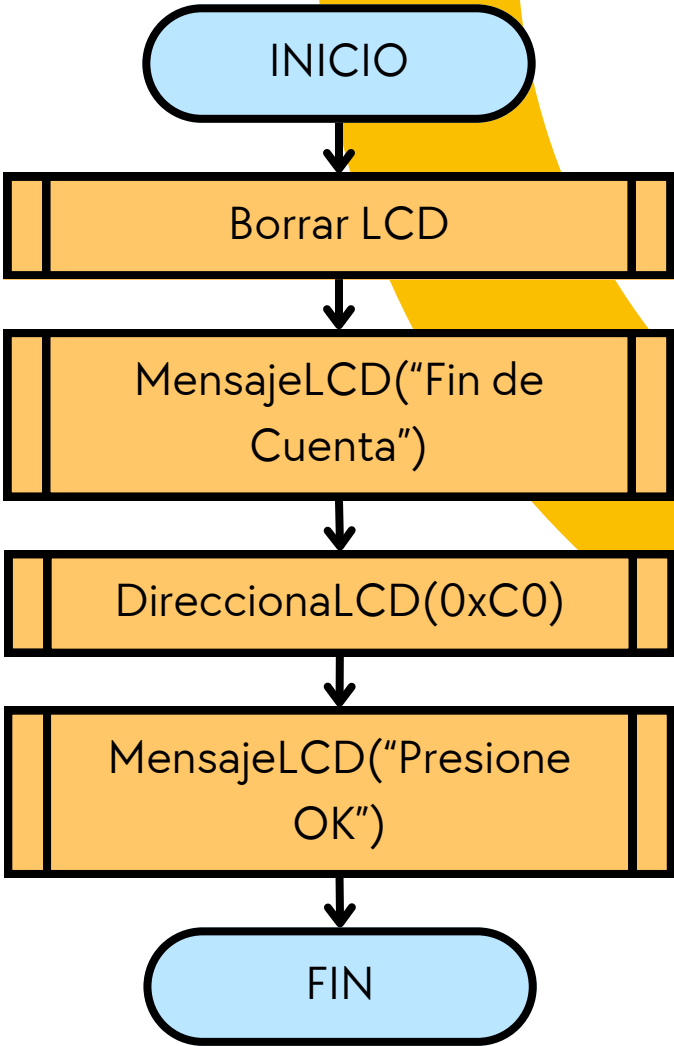 INICIO
Borrar LCD
MensajeLCD(“Fin de
Cuenta”)
DireccionaLCD(0xC0)
MensajeLCD(“Presione
OK”)
FIN